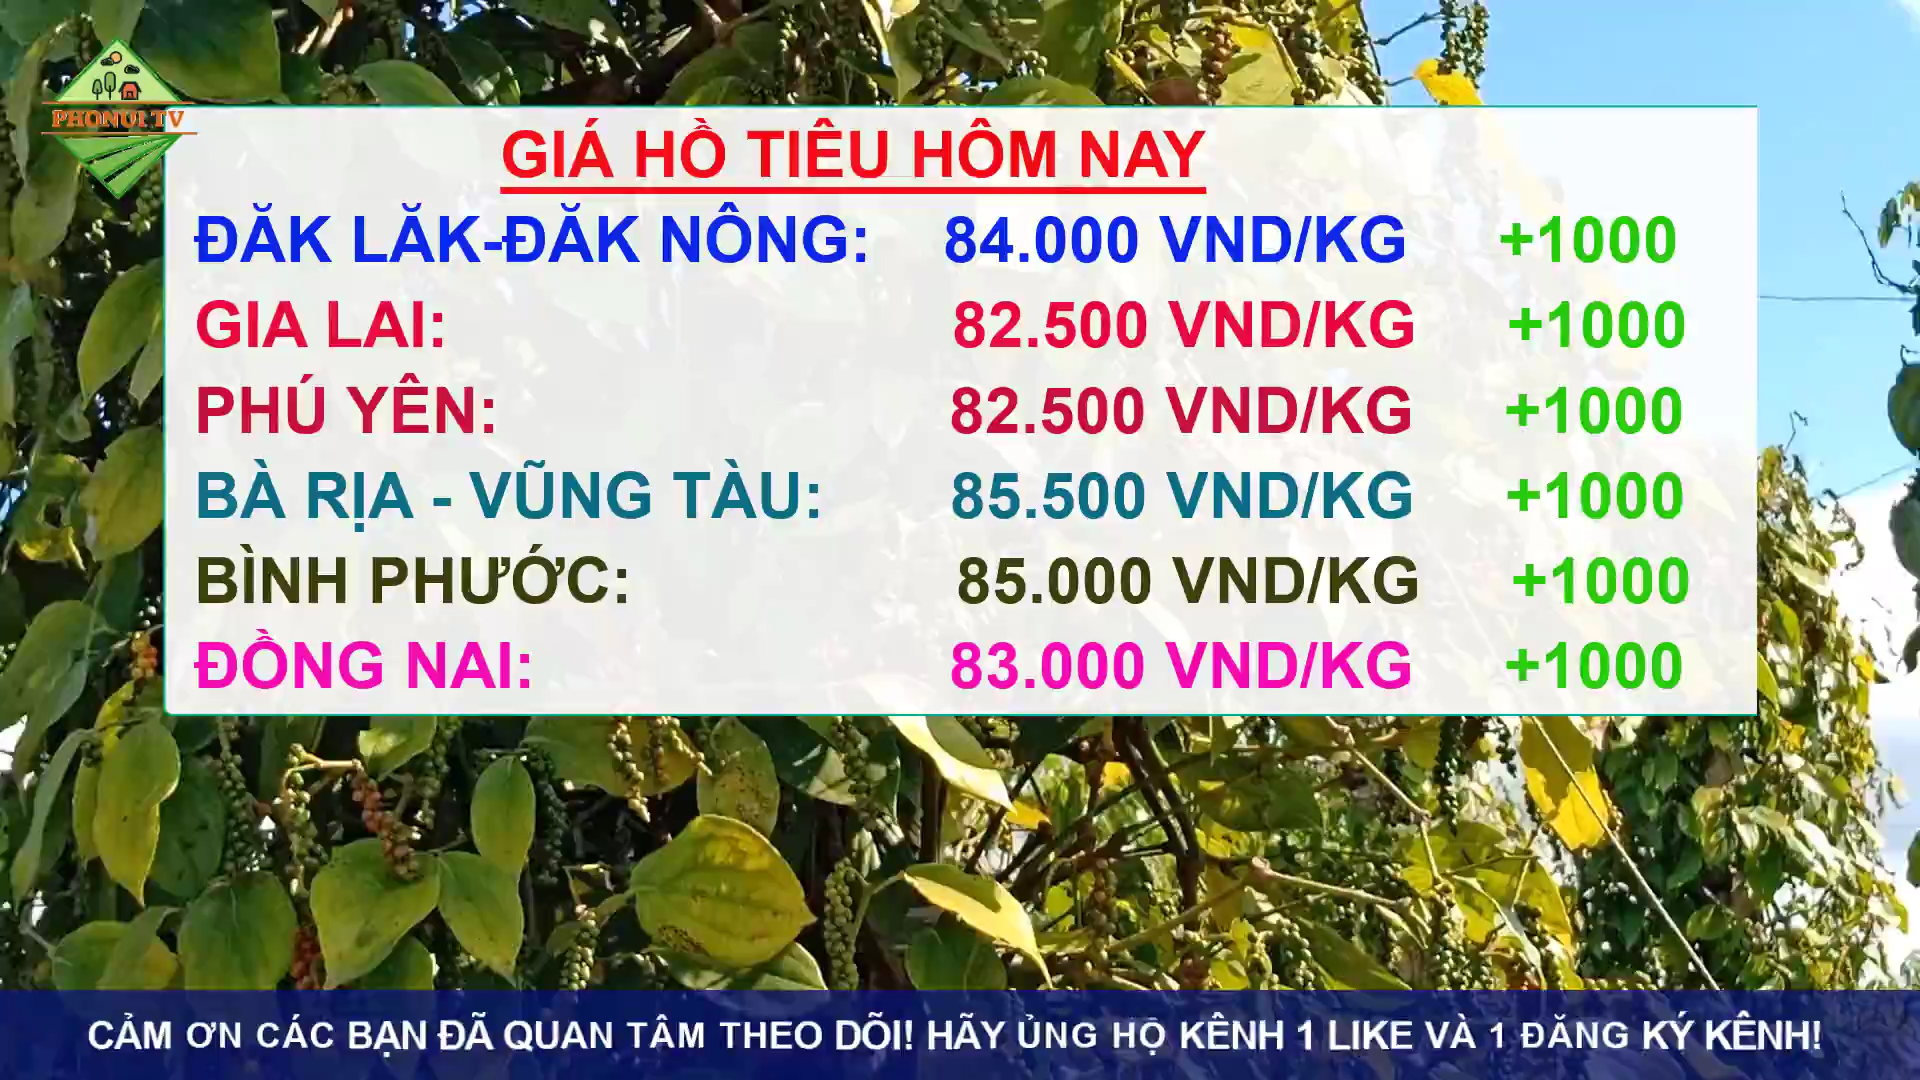 PHONUI TV
GIÁ HỒ TIÊU HÔM NAY
ĐĂK LĂK-ĐĂK NÔNG: 84.000 VND/KG +1000
GIA LAI: 82.500 VND/KG +1000
PHÚ YÊN: 82.500 VND/KG +1000
BÀ RỊA - VŨNG TÀU: 85.500 VND/KG +1000
BÌNH PHƯỚC: 85.000 VND/KG +1000
ĐỒNG NAI: 83.000 VND/KG +1000
CẢM ƠN CÁC BẠN ĐÃ QUAN TÂM THEO DÕI! HÃY ỦNG HỘ KÊNH 1 LIKE VÀ 1 ĐĂNG KÝ KÊNH!